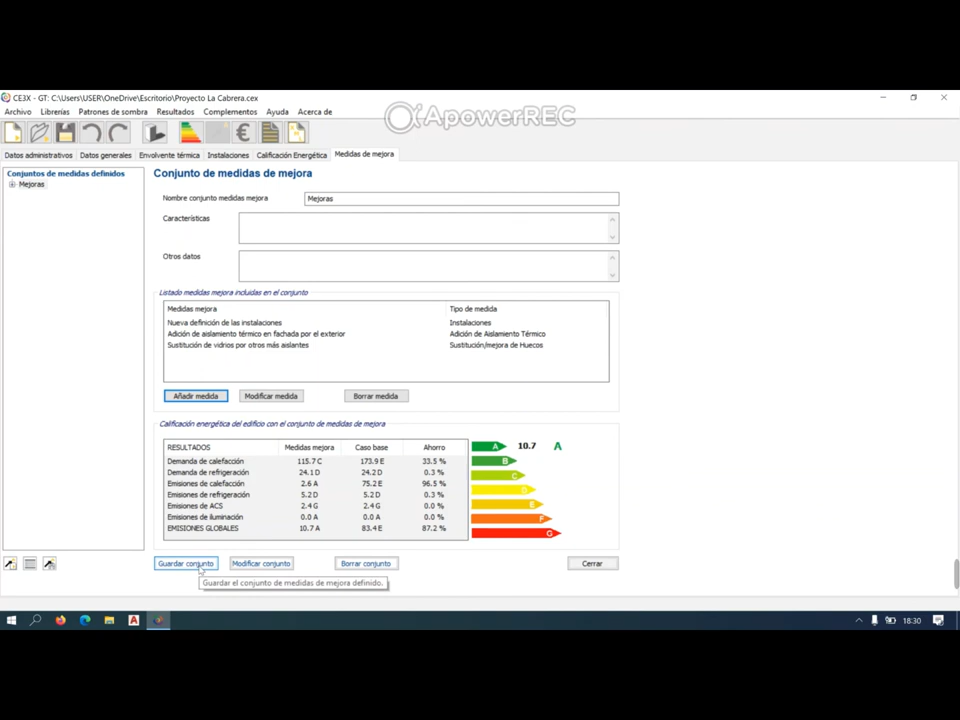 CE3X - GT: C:\Users\USER\OneDrive\Escritorio\Proyecto La Cabrera.cex
ApowerREC
Archivo Librerías Patrones de sombra Resultados Complementos Ayuda Acerca de
Datos administrativos Datos generales Envolvente térmica Instalaciones Calificación Energética Medidas de mejora
Conjuntos de medidas definidos
Mejoras
Conjunto de medidas de mejora
Nombre conjunto medidas mejora Mejoras
Características
Otros datos
Listado medidas mejora incluidas en el conjunto
Medidas mejora Tipo de medida
Nueva definición de las instalaciones Instalaciones
Adición de aislamiento térmico en fachada por el exterior Adición de Aislamiento Térmico
Sustitución de vidrios por otros más aislantes Sustitución/mejora de Huecos
Añadir medida Modificar medida Borrar medida
Calificación energética del edificio con el conjunto de medidas de mejora
RESULTADOS Medidas mejora Caso base Ahorro
Demanda de calefacción 115.7 C 173.9 E 33.5 %
Demanda de refrigeración 24.1 D 24.2 D 0.3 %
Emisiones de calefacción 2.6 A 75.2 E 96.5 %
Emisiones de refrigeración 5.2 D 5.2 D 0.3 %
Emisiones de ACS 2.4 G 2.4 G 0.0 %
Emisiones de iluminación 0.0 A 0.0 A 0.0 %
EMISIONES GLOBALES 10.7 A 83.4 E 87.2 %
A 10.7 A
B
C
D
E
F
G
Guardar conjunto Modificar conjunto Borrar conjunto Cerrar
Guardar el conjunto de medidas de mejora definido.
18:30